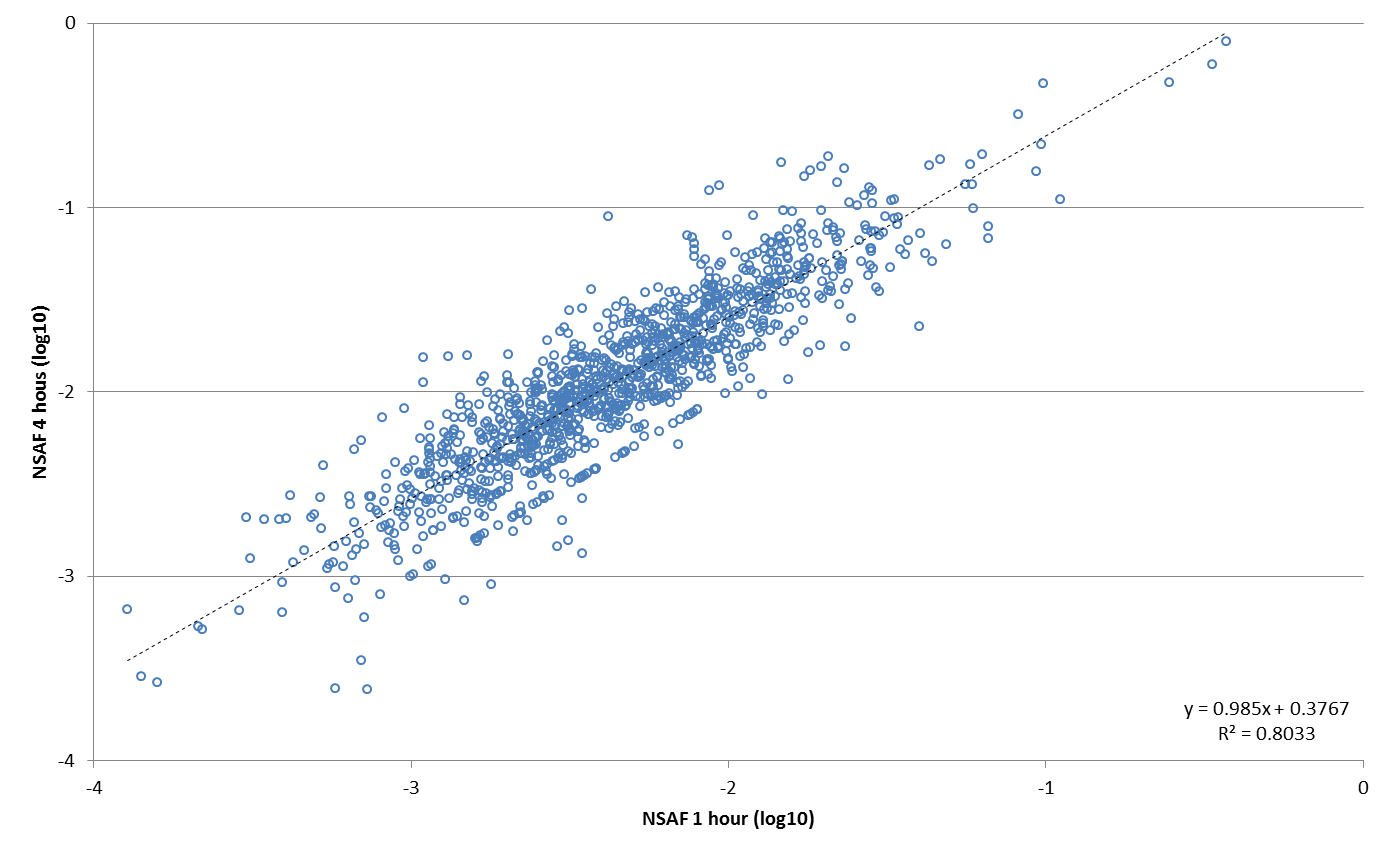 0
-1
-2
-3
-4
NSAF 4 hous (log10)
y = 0.985x + 0.3767
R² = 0.8033
-4 -3 -2 -1 0
NSAF 1 hour (log10)